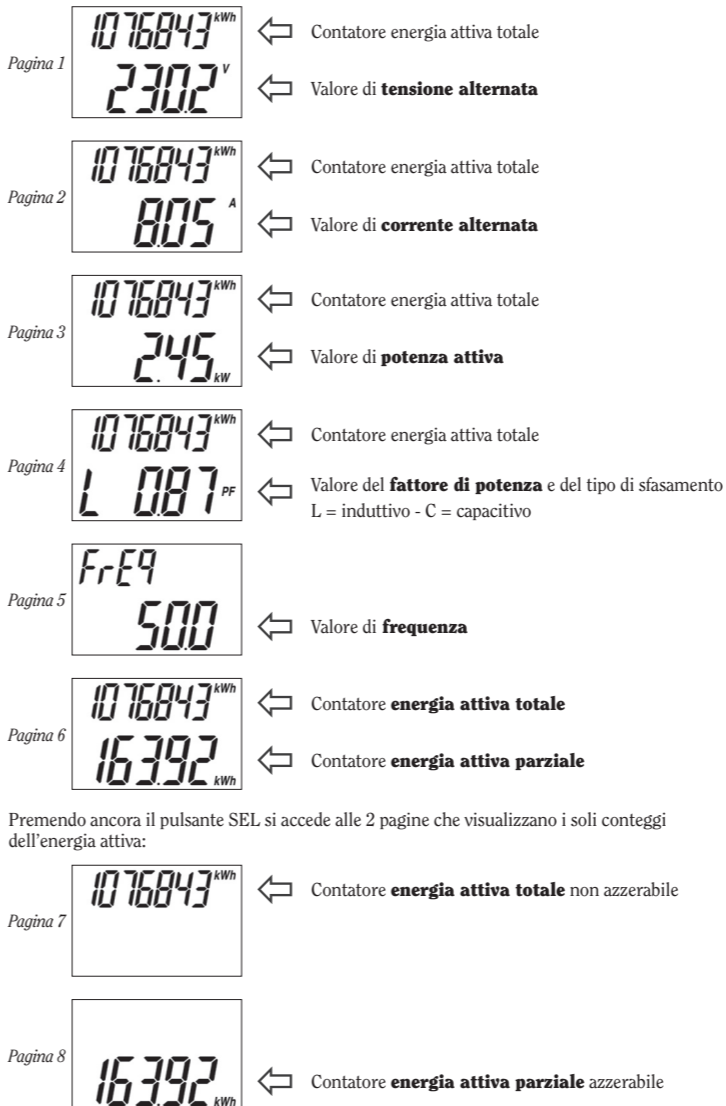 1076843 kWh
Contatore energia attiva totale
Pagina 1
230.2 V
Valore di tensione alternata
1076843 kWh
Contatore energia attiva totale
Pagina 2
8.05 A
Valore di corrente alternata
1076843 kWh
Contatore energia attiva totale
Pagina 3
2.45 kW
Valore di potenza attiva
1076843 kWh
Contatore energia attiva totale
Pagina 4
L 0.87 PF
Valore del fattore di potenza e del tipo di sfasamento
L = induttivo - C = capacitivo
FrEq
Pagina 5
50.0
Valore di frequenza
1076843 kWh
Contatore energia attiva totale
Pagina 6
163.92 kWh
Contatore energia attiva parziale
Premendo ancora il pulsante SEL si accede alle 2 pagine che visualizzano i soli conteggi
dell'energia attiva:
1076843 kWh
Contatore energia attiva totale non azzerabile
Pagina 7
Pagina 8
163.92 kWh
Contatore energia attiva parziale azzerabile